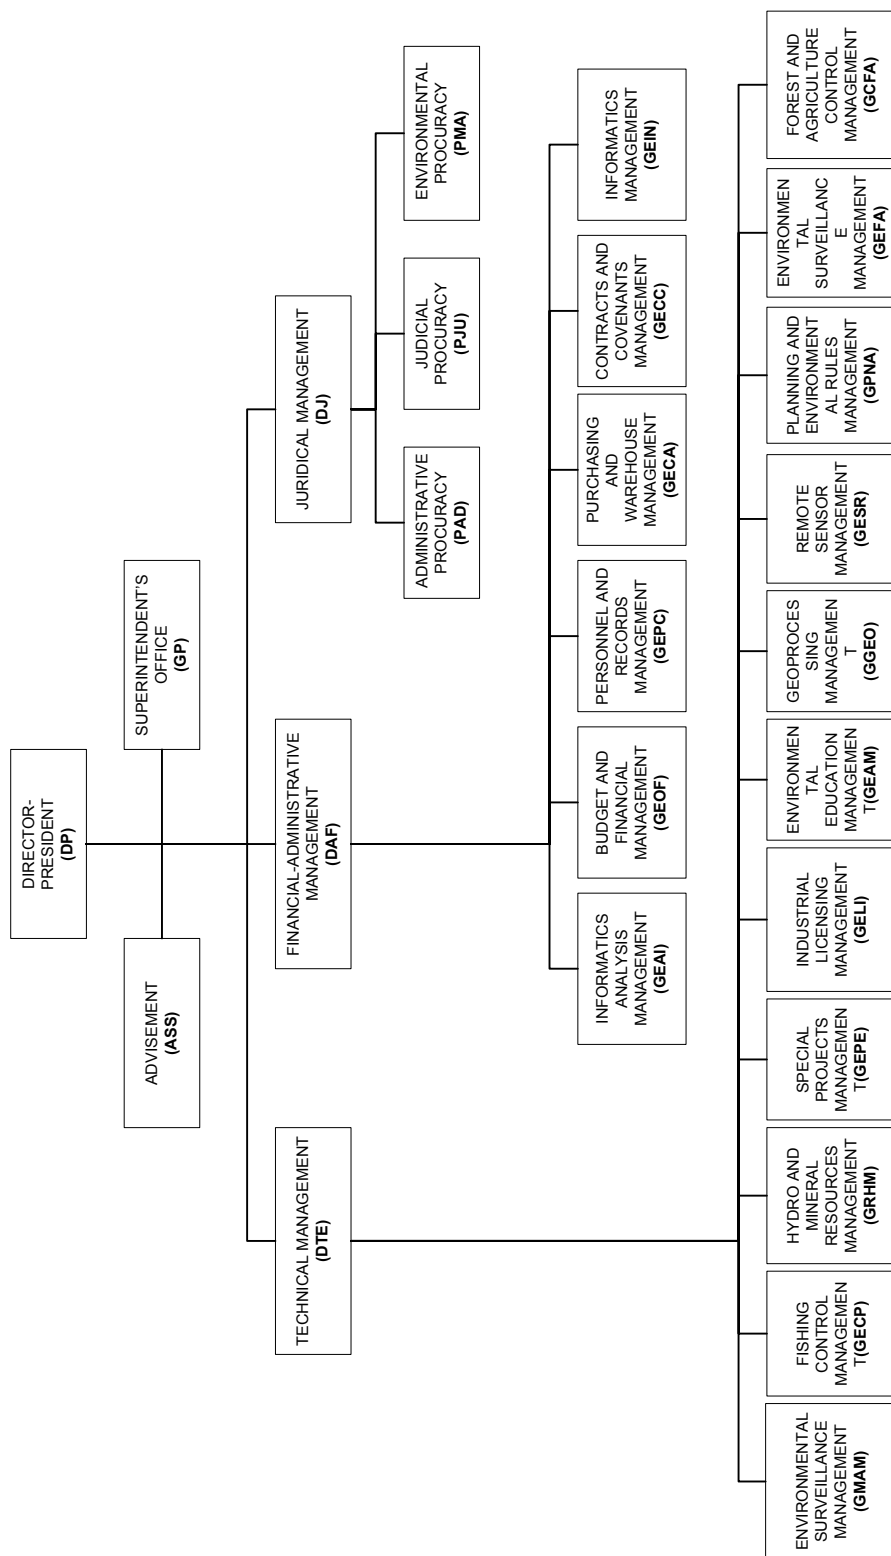 DIRECTOR-
PRESIDENT
(DP)
ADVISEMENT
(ASS)
SUPERINTENDENT'S
OFFICE
(GP)
TECHNICAL MANAGEMENT
(DTE)
FINANCIAL-ADMINISTRATIVE
MANAGEMENT
(DAF)
JURIDICAL MANAGEMENT
(DJ)
ADMINISTRATIVE
PROCURACY
(PAD)
JUDICIAL
PROCURACY
(PJU)
ENVIRONMENTAL
PROCURACY
(PMA)
INFORMATICS
ANALYSIS
MANAGEMENT
(GEAI)
BUDGET AND
FINANCIAL
MANAGEMENT
(GEOF)
PERSONNEL AND
RECORDS
MANAGEMENT
(GEPC)
PURCHASING
AND
WAREHOUSE
MANAGEMENT
(GECA)
CONTRACTS AND
COVENANTS
MANAGEMENT
(GECC)
INFORMATICS
MANAGEMENT
(GEIN)
ENVIRONMENTAL
SURVEILLANCE
MANAGEMENT
(GMAM)
FISHING
CONTROL
MANAGEMEN
T(GECP)
HYDRO AND
MINERAL
RESOURCES
MANAGEMENT
(GRHM)
SPECIAL
PROJECTS
MANAGEMEN
T(GEPE)
INDUSTRIAL
LICENSING
MANAGEMENT
(GELI)
ENVIRONMEN
TAL
EDUCATION
MANAGEMEN
T(GEAM)
GEOPROCES
SING
MANAGEMEN
T
(GGEO)
REMOTE
SENSOR
MANAGEMENT
(GESR)
PLANNING AND
ENVIRONMENT
AL RULES
MANAGEMENT
(GPNA)
ENVIRONMEN
TAL
SURVEILLANC
E
MANAGEMENT
(GEFA)
FOREST AND
AGRICULTURE
CONTROL
MANAGEMENT
(GCFA)